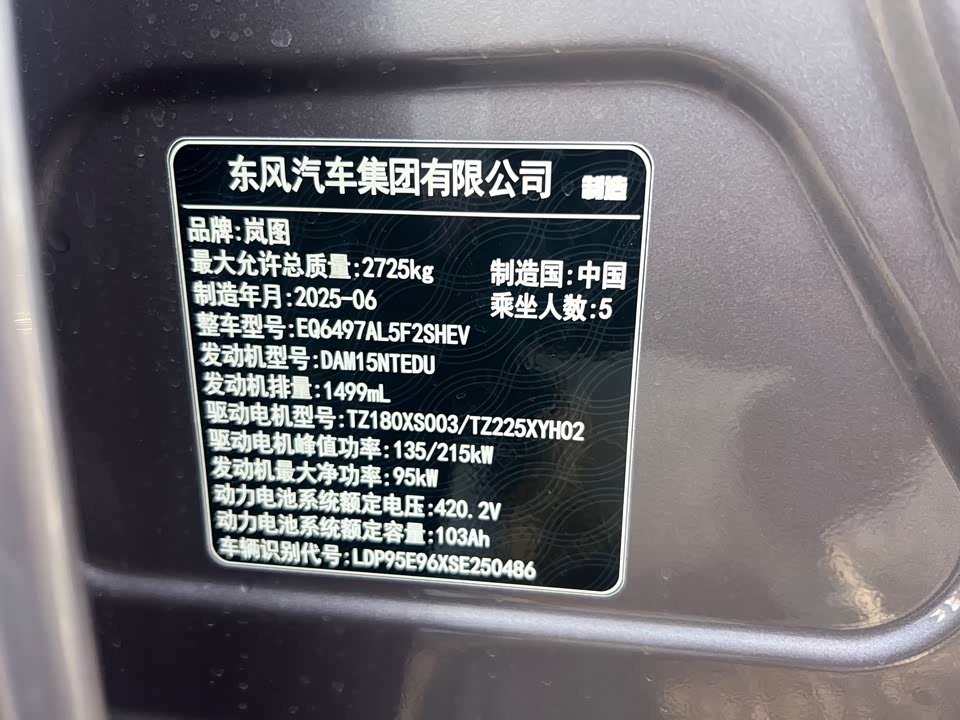 东风汽车集团有限公司 制造
品牌:岚图
最大允许总质量:2725kg 制造国:中国
制造年月:2025-06 乘坐人数:5
整车型号:EQ6497AL5F2SHEV
发动机型号:DAM15NTEDU
发动机排量:1499mL
驱动电机型号:TZ180XS003/TZ225XYH02
驱动电机峰值功率:135/215kW
发动机最大净功率:95kW
动力电池系统额定电压:420.2V
动力电池系统额定容量:103Ah
车辆识别代号:LDP95E96XSE250486